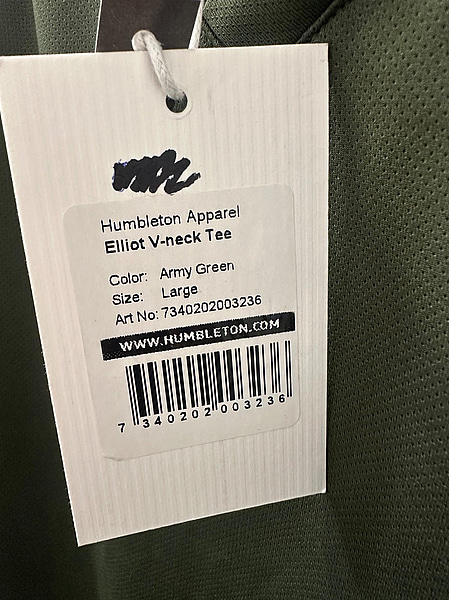 Humbleton Apparel
Elliot V-neck Tee
Color: Army Green
Size: Large
Art No: 7340202003236
WWW.HUMBLETON.COM
7 340202 003236